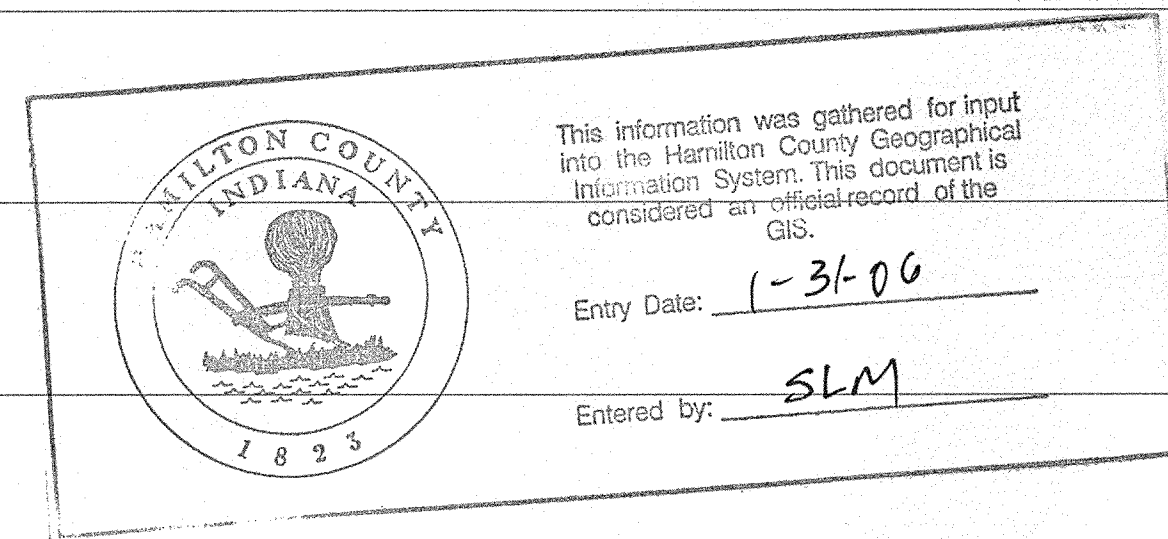 HAMILTON COUNTY
INDIANA
1823
This information was gathered for input
into the Hamilton County Geographical
Information System. This document is
considered an official record of the
GIS.
Entry Date: 1-31-06
Entered by: SLM